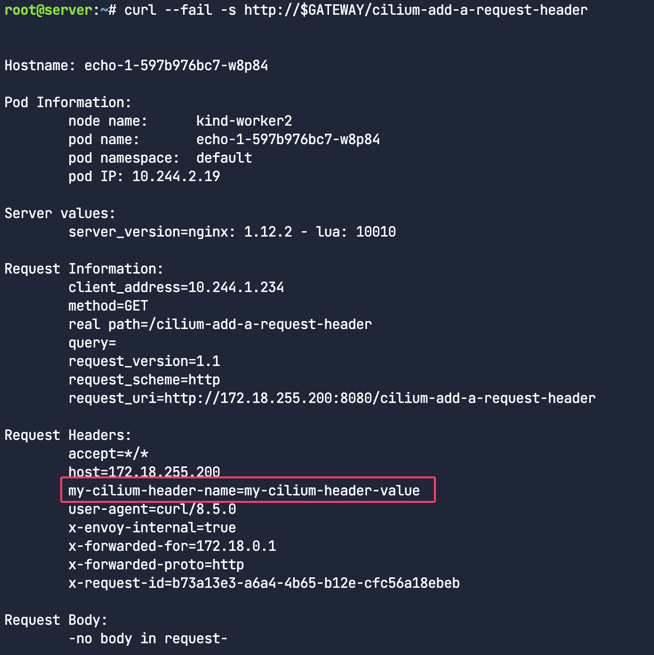 root@server:~# curl --fail -s http://$GATEWAY/cilium-add-a-request-header
Hostname: echo-1-597b976bc7-w8p84
Pod Information:
node name: kind-worker2
pod name: echo-1-597b976bc7-w8p84
pod namespace: default
pod IP: 10.244.2.19
Server values:
server_version=nginx: 1.12.2 - lua: 10010
Request Information:
client_address=10.244.1.234
method=GET
real path=/cilium-add-a-request-header
query=
request_version=1.1
request_scheme=http
request_uri=http://172.18.255.200:8080/cilium-add-a-request-header
Request Headers:
accept=*/*
host=172.18.255.200
my-cilium-header-name=my-cilium-header-value
user-agent=curl/8.5.0
x-envoy-internal=true
x-forwarded-for=172.18.0.1
x-forwarded-proto=http
x-request-id=b73a13e3-a6a4-4b65-b12e-cfc56a18ebeb
Request Body:
-no body in request-